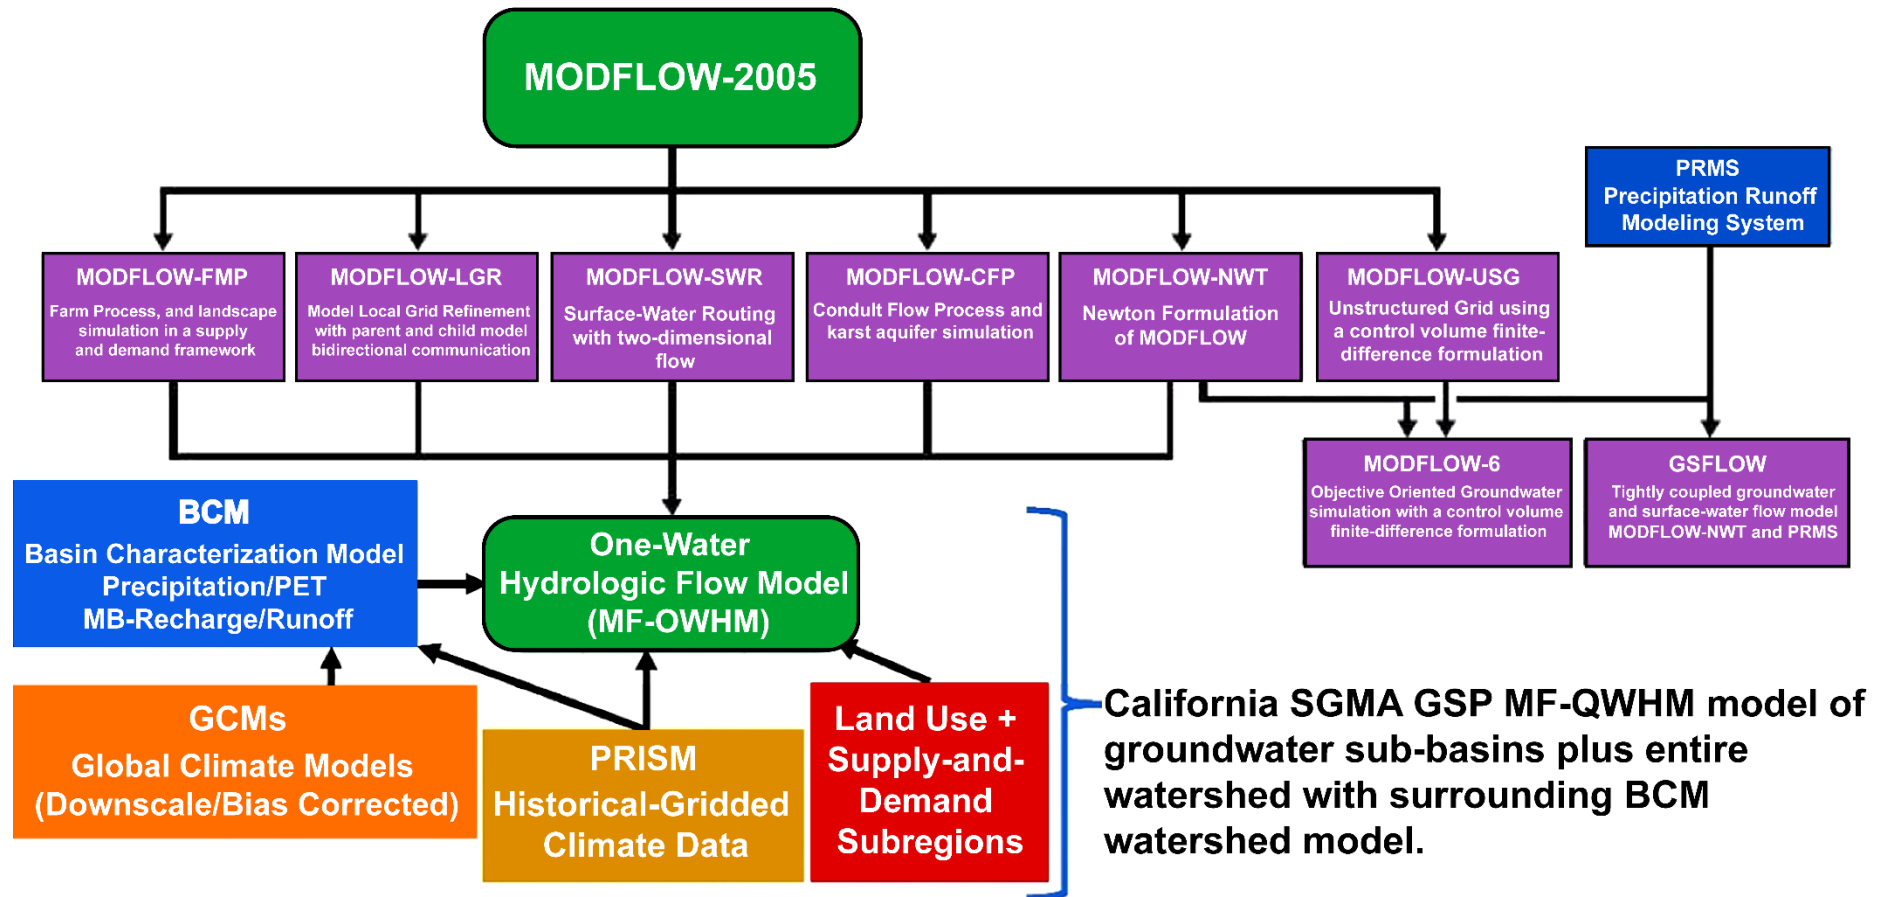 MODFLOW-2005
PRMS
Precipitation Runoff
Modeling System
MODFLOW-FMP
Farm Process, and landscape
simulation in a supply
and demand framework
MODFLOW-LGR
Model Local Grid Refinement
with parent and child model
bidirectional communication
MODFLOW-SWR
Surface-Water Routing
with two-dimensional
flow
MODFLOW-CFP
Condult Flow Process and
karst aquifer simulation
MODFLOW-NWT
Newton Formulation
of MODFLOW
MODFLOW-USG
Unstructured Grid using
a control volume finite-
difference formulation
MODFLOW-6
Objective Oriented Groundwater
simulation with a control volume
finite-difference formulation
GSFLOW
Tightly coupled groundwater
and surface-water flow model
MODFLOW-NWT and PRMS
BCM
Basin Characterization Model
Precipitation/PET
MB-Recharge/Runoff
One-Water
Hydrologic Flow Model
(MF-OWHM)
GCMs
Global Climate Models
(Downscale/Bias Corrected)
PRISM
Historical-Gridded
Climate Data
Land Use +
Supply-and-
Demand
Subregions
California SGMA GSP MF-QWHM model of
groundwater sub-basins plus entire
watershed with surrounding BCM
watershed model.